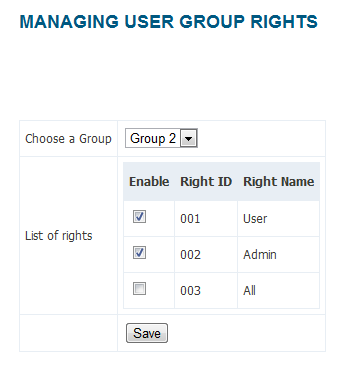 MANAGING USER GROUP RIGHTS
Choose a Group Group 2
Enable Right ID Right Name
001 User
List of rights
002 Admin
003 All
Save